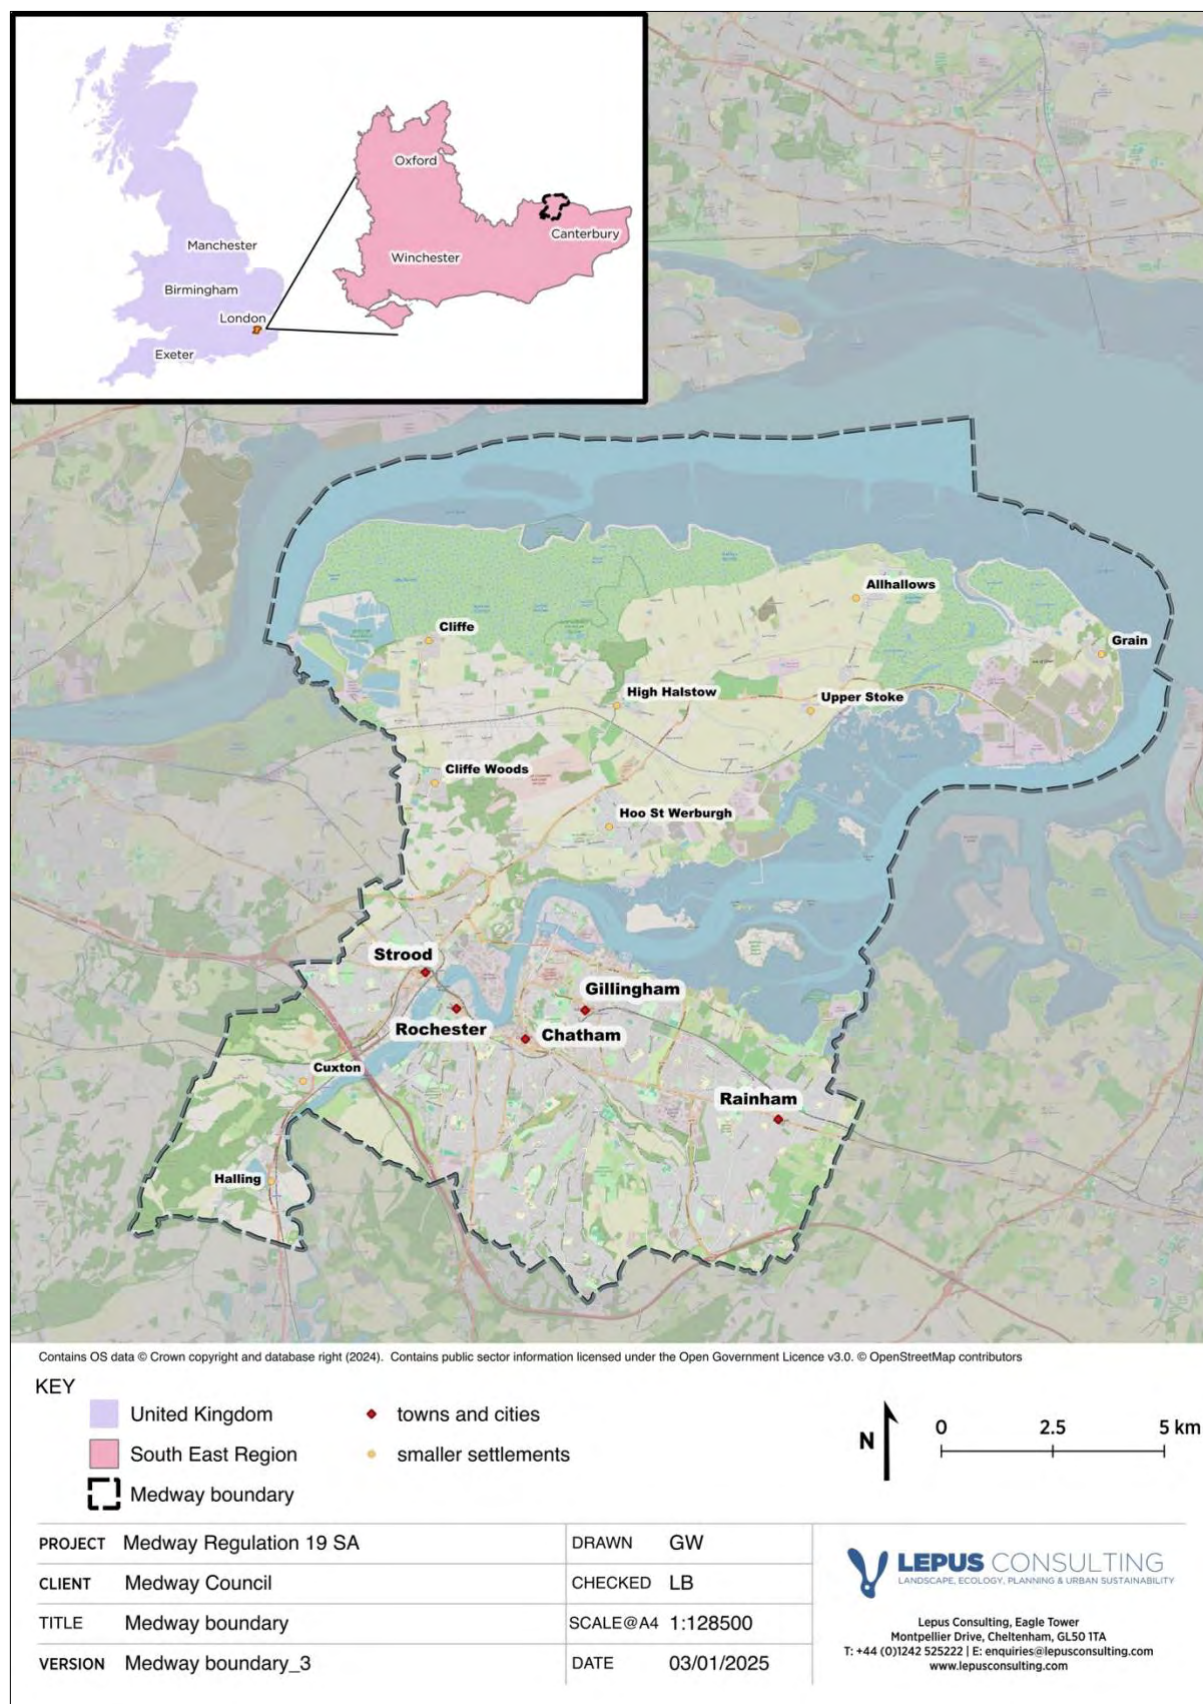 Oxford
Canterbury
Manchester
Winchester
Birmingham
London
Exeter
Allhallows
Cliffe
Grain
High Halstow
Upper Stoke
Cliffe Woods
Hoo St Werburgh
Strood
Gillingham
Rochester
Chatham
Cuxton
Rainham
Halling
Contains OS data © Crown copyright and database right (2024). Contains public sector information licensed under the Open Government Licence v3.0. © OpenStreetMap contributors
KEY
United Kingdom
towns and cities
South East Region
smaller settlements
Medway boundary
N
0 2.5 5 km
PROJECT Medway Regulation 19 SA
DRAWN GW
CLIENT Medway Council
CHECKED LB
TITLE Medway boundary
SCALE@A4 1:128500
VERSION Medway boundary_3
DATE 03/01/2025
LEPUS CONSULTING
LANDSCAPE, ECOLOGY, PLANNING & URBAN SUSTAINABILITY
Lepus Consulting, Eagle Tower
Montpellier Drive, Cheltenham, GL50 1TA
T: +44 (0)1242 525222 | E: enquiries@lepusconsulting.com
www.lepusconsulting.com